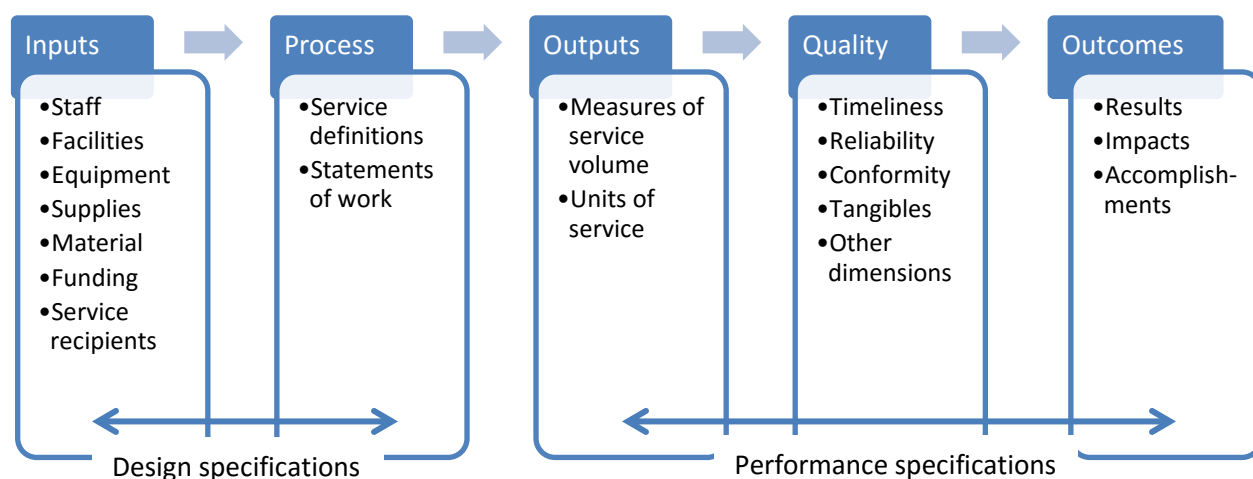 Inputs
•Staff
•Facilities
•Equipment
•Supplies
•Material
•Funding
•Service
recipients
Process
•Service
definitions
•Statements
of work
Outputs
•Measures of
service
volume
•Units of
service
Quality
•Timeliness
•Reliability
•Conformity
•Tangibles
•Other
dimensions
Outcomes
•Results
•Impacts
•Accomplish-
ments
Design specifications
Performance specifications